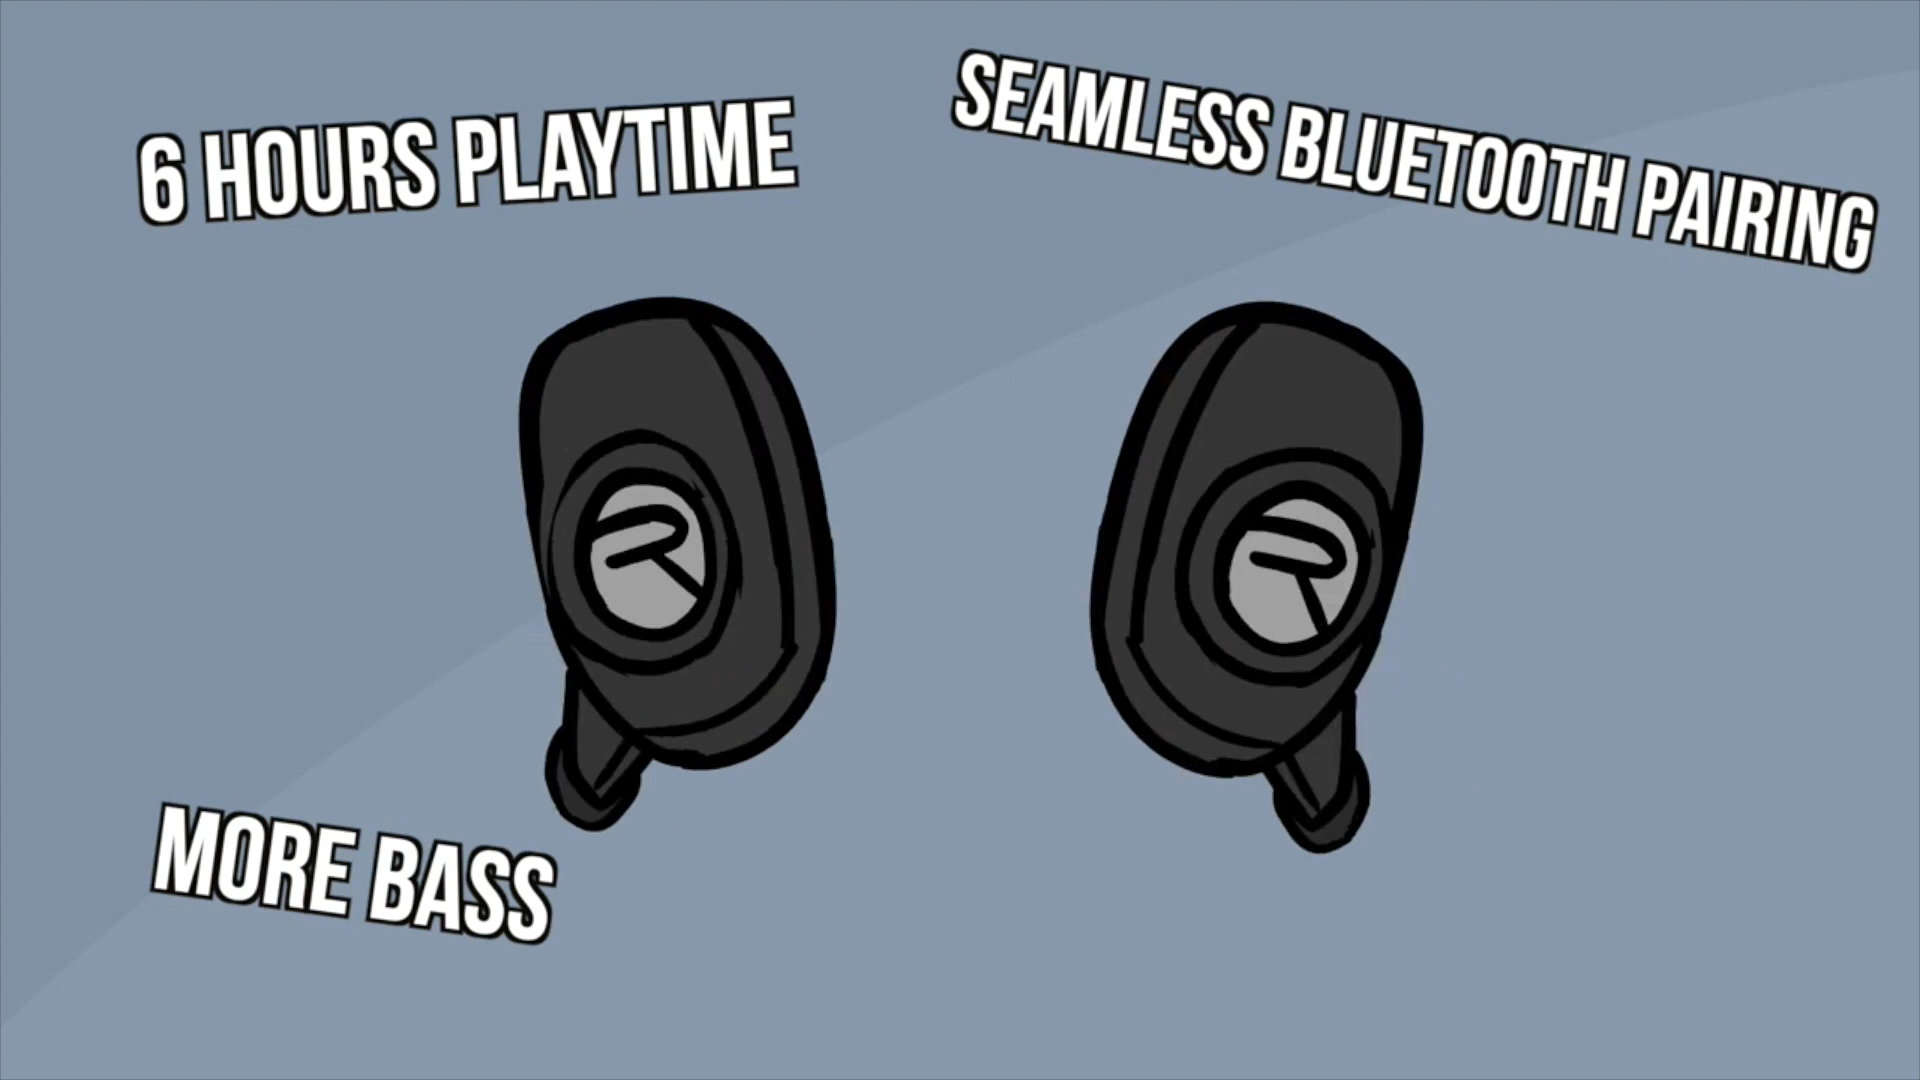 6 HOURS PLAYTIME
SEAMLESS BLUETOOTH PAIRING
R
R
MORE BASS